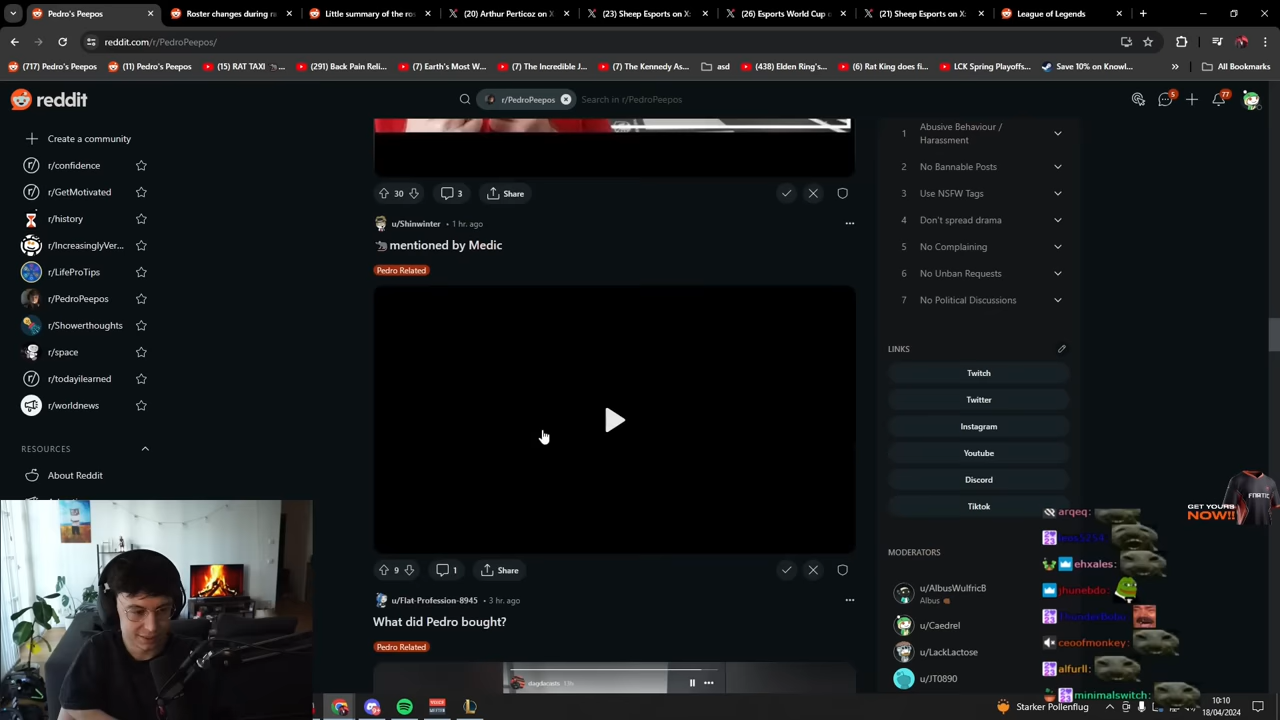 Pedro's Peepos
Roster changes during ra
Little summary of the ros
(20) Arthur Perticoz on X
(23) Sheep Esports on X
(26) Esports World Cup o
(21) Sheep Esports on X
League of Legends
reddit.com/r/PedroPeepos/
(717) Pedro's Peepos
(11) Pedro's Peepos
(15) RAT TAXI
(291) Back Pain Reli...
(7) Earth's Most W...
(7) The Incredible J...
(7) The Kennedy As...
asd
(438) Elden Ring's...
(6) Rat King does fi...
LCK Spring Playoffs...
Save 10% on Knowl...
All Bookmarks
reddit
r/PedroPeepos
Search in r/PedroPeepos
5
77
Create a community
r/confidence
r/GetMotivated
r/history
r/IncreasinglyVer...
r/LifeProTips
r/PedroPeepos
r/Showerthoughts
r/space
r/todayilearned
r/worldnews
RESOURCES
About Reddit
30
3
Share
u/Shinwinter • 1 hr. ago
mentioned by Medic
Pedro Related
9
1
Share
u/Flat-Profession-8945 • 3 hr. ago
What did Pedro bought?
Pedro Related
stagdacists 17h
1 Abusive Behaviour / Harassment
2 No Bannable Posts
3 Use NSFW Tags
4 Don't spread drama
5 No Complaining
6 No Unban Requests
7 No Political Discussions
LINKS
Twitch
Twitter
Instagram
Youtube
Discord
Tiktok
MODERATORS
u/AlbusWulfricB
Albus
u/Caedrel
u/LackLactose
u/JT0890
GET YOURS NOW!!
FNATIC
arqeq:
ehxales:
jhunebdo:
ceoofmonkey:
alfurll:
minimalswitch:
Starker Pollenflug
10:10
18/04/2024